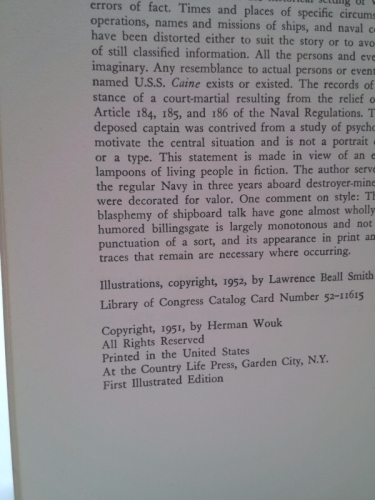 errors of fact. Times and places of specific circums
operations, names and missions of ships, and naval c
have been distorted either to suit the story or to avo
of still classified information. All the persons and eve
imaginary. Any resemblance to actual persons or event
named U.S.S. Caine exists or existed. The records of
stance of a court-martial resulting from the relief o
Article 184, 185, and 186 of the Naval Regulations. T
deposed captain was contrived from a study of psycho
motivate the central situation and is not a portrait
or a type. This statement is made in view of an e
lampoons of living people in fiction. The author serve
the regular Navy in three years aboard destroyer-mine
were decorated for valor. One comment on style: Th
blasphemy of shipboard talk have gone almost wholly
humored billingsgate is largely monotonous and not
punctuation of a sort, and its appearance in print an
traces that remain are necessary where occurring.
Illustrations, copyright, 1952, by Lawrence Beall Smith
Library of Congress Catalog Card Number 52-11615
Copyright, 1951, by Herman Wouk
All Rights Reserved
Printed in the United States
At the Country Life Press, Garden City, N.Y.
First Illustrated Edition